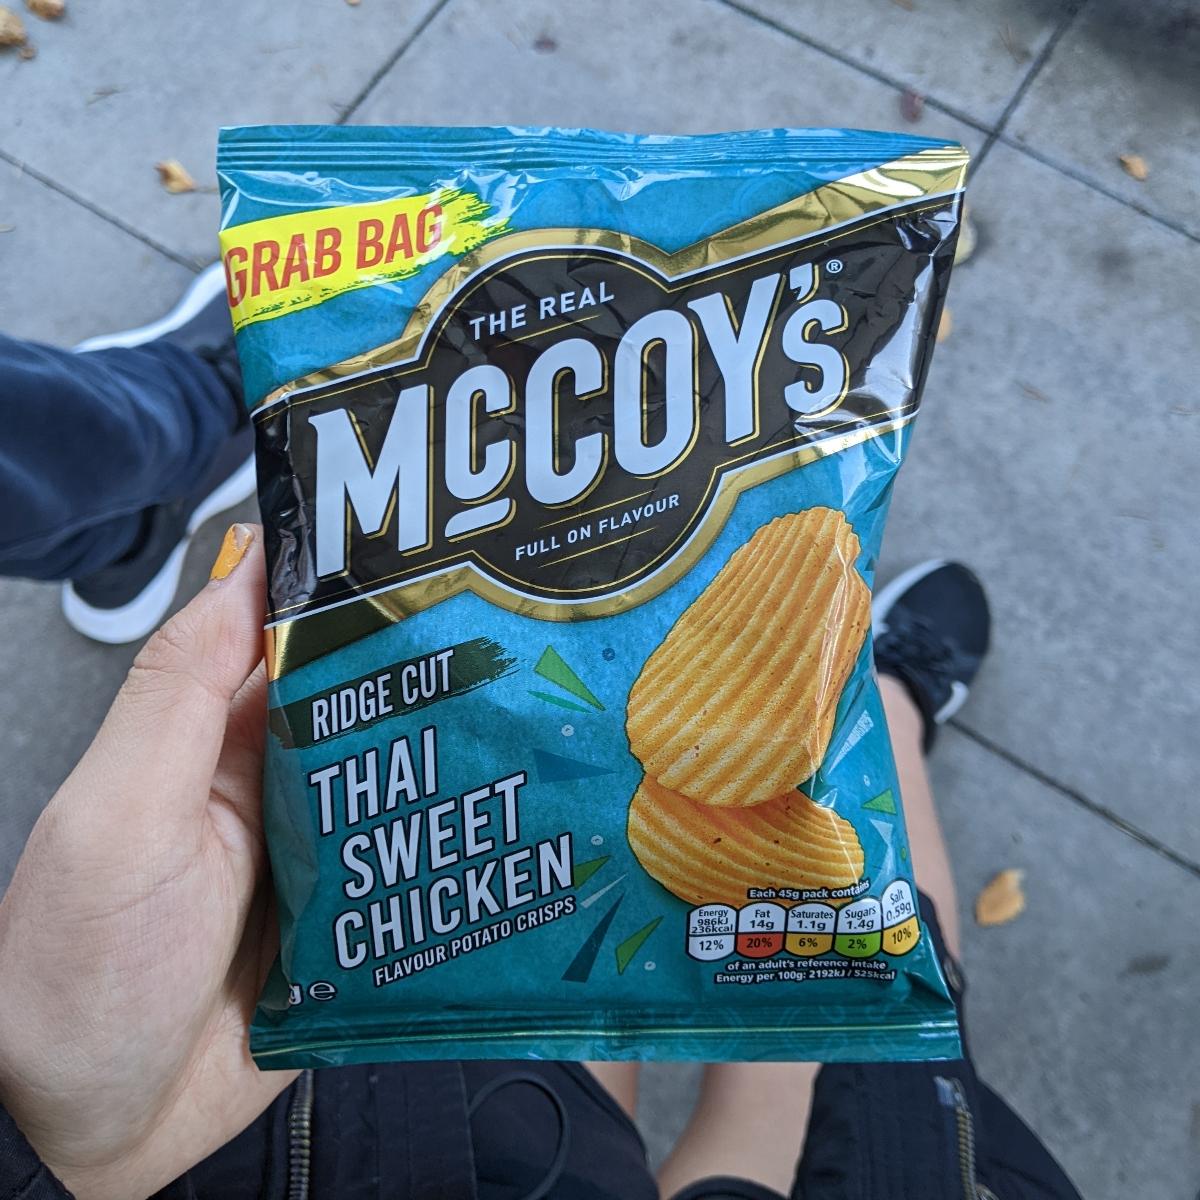 GRAB BAG
THE REAL
McCOY'S®
FULL ON FLAVOUR
RIDGE CUT
THAI
SWEET
CHICKEN
FLAVOUR POTATO CRISPS
Each 45g pack contains
Energy
986kJ
236kcal
12%
Fat
14g
20%
Saturates
1.1g
6%
Sugars
1.4g
2%
Salt
0.59g
10%
of an adult's reference intake
Energy per 100g: 2192kJ / 525kcal
g ℮